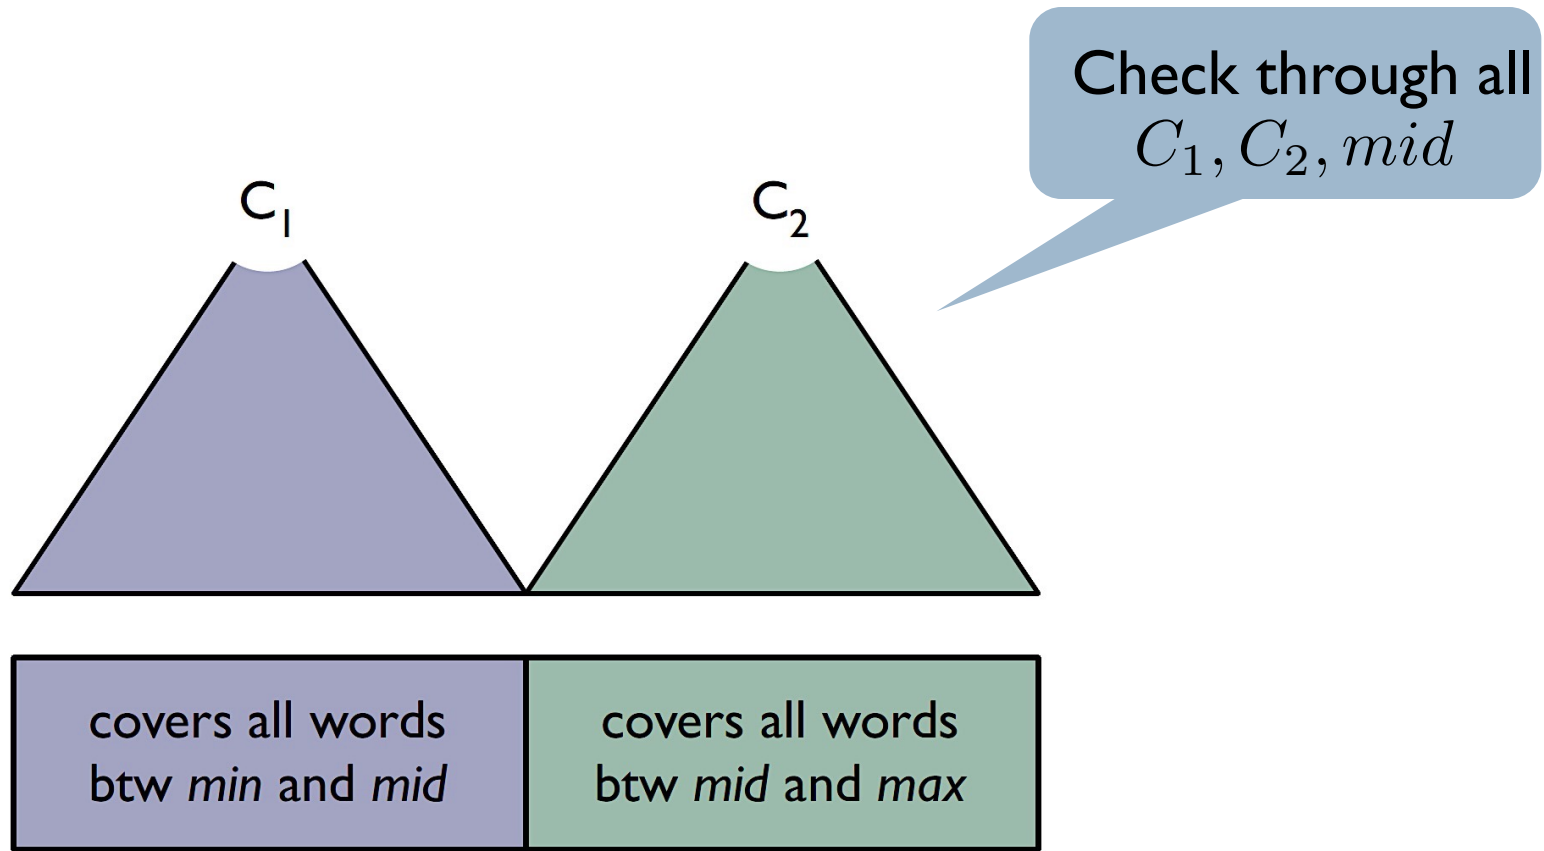 Check through all
C₁, C₂, mid
C₁
C₂
covers all words
btw min and mid
covers all words
btw mid and max